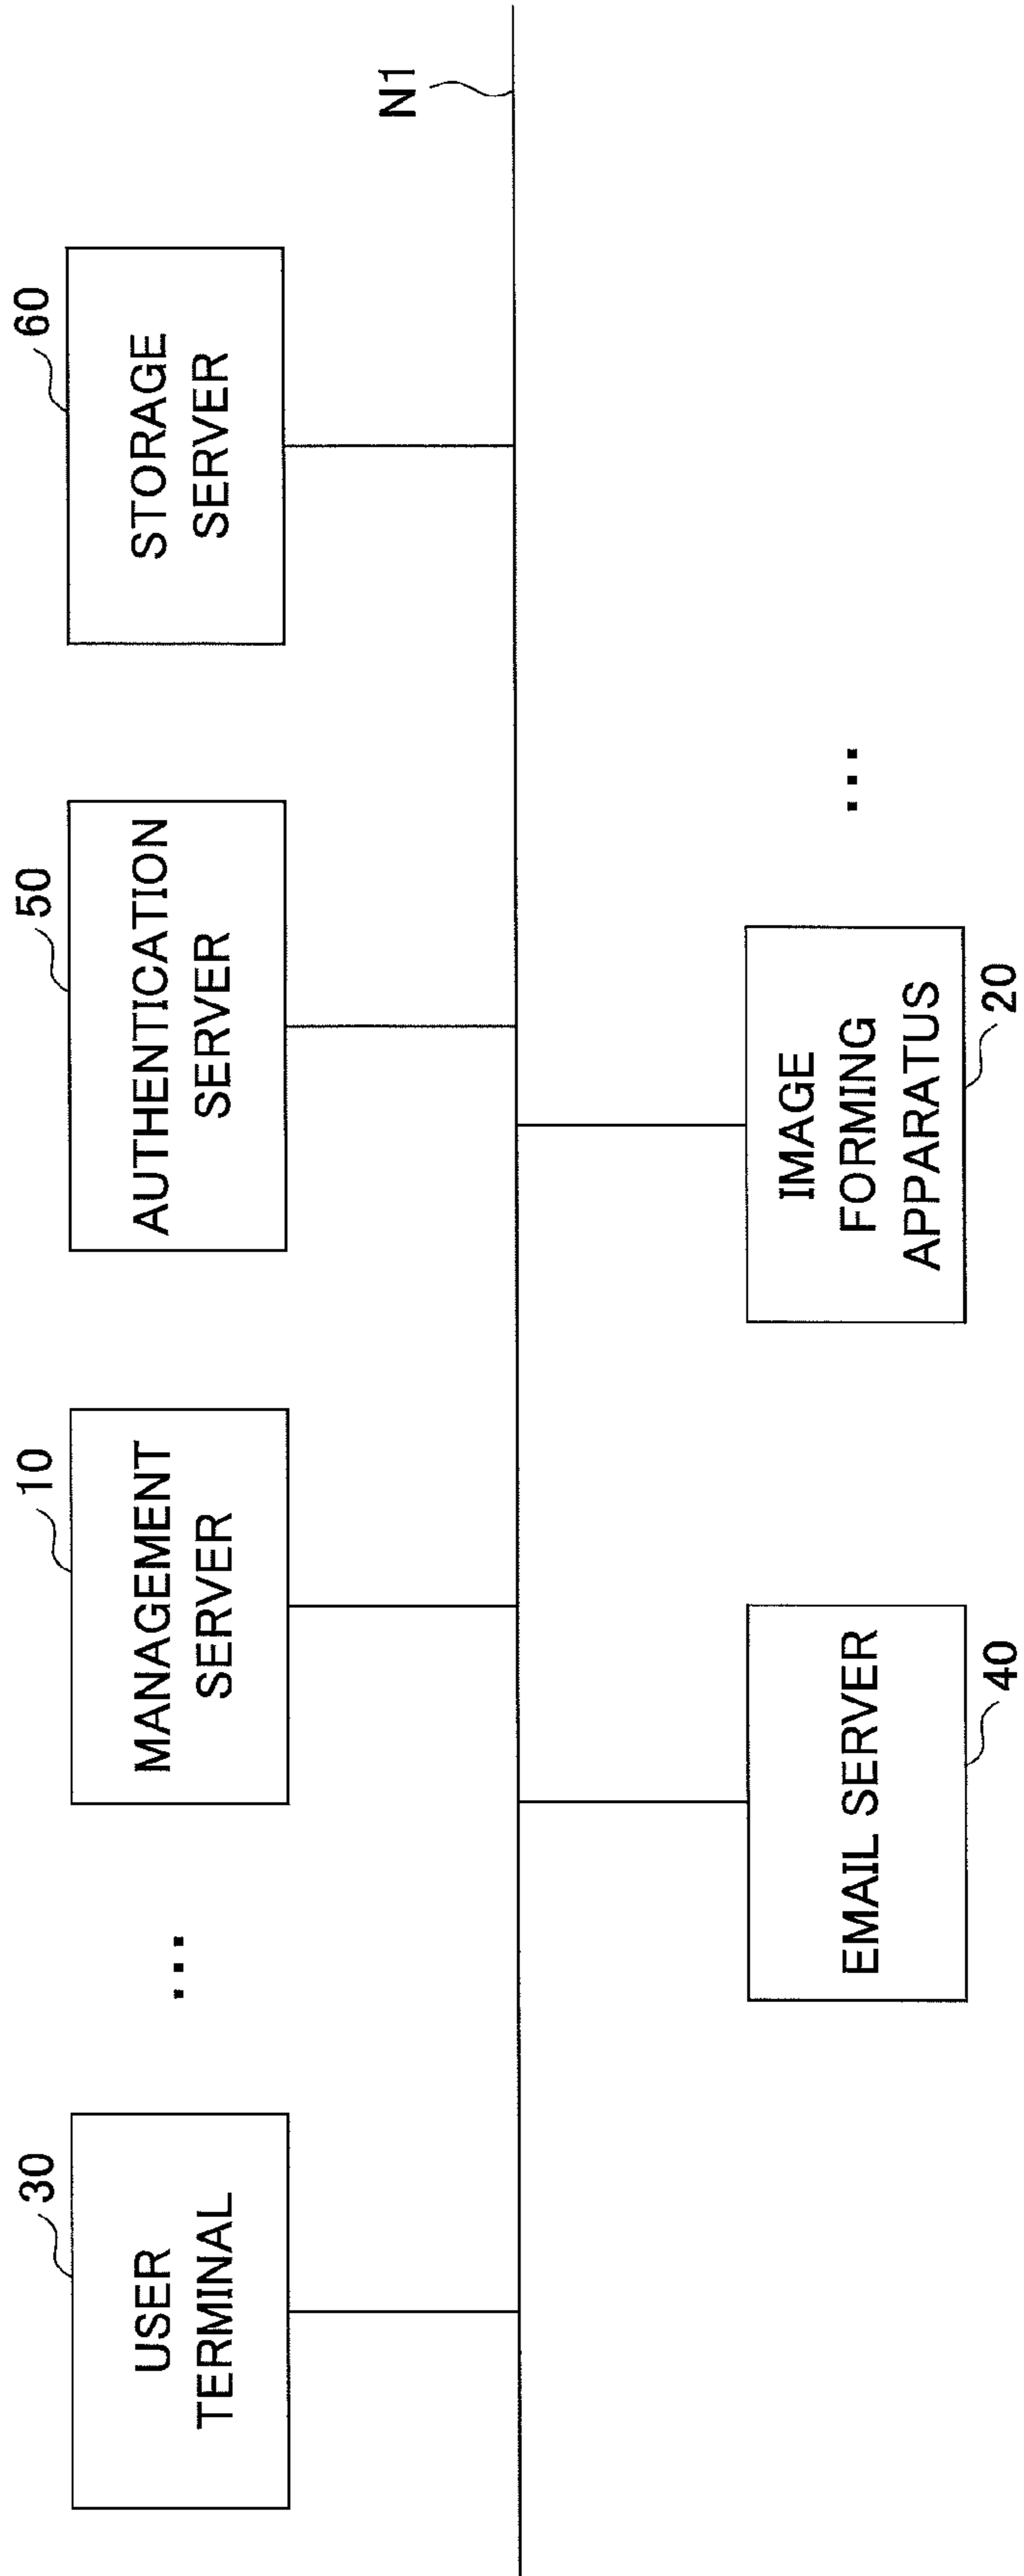 30
USER
TERMINAL
...
10
MANAGEMENT
SERVER
50
AUTHENTICATION
SERVER
60
STORAGE
SERVER
N1
EMAIL SERVER
40
IMAGE
FORMING
APPARATUS
20
...